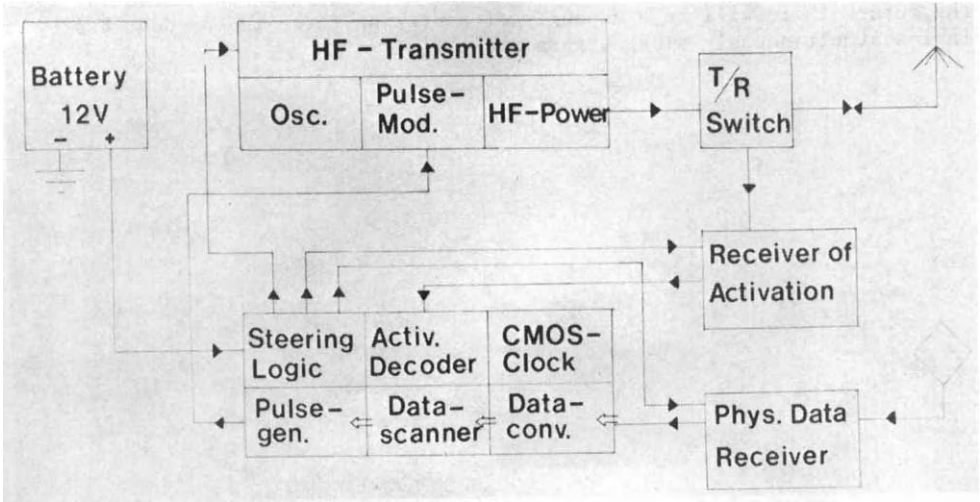 HF – Transmitter
Battery
12V
– +
Osc.
Pulse-
Mod.
HF-Power
T/R
Switch
Receiver of
Activation
Steering
Logic
Activ.
Decoder
CMOS-
Clock
Pulse-
gen.
Data-
scanner
Data-
conv.
Phys. Data
Receiver